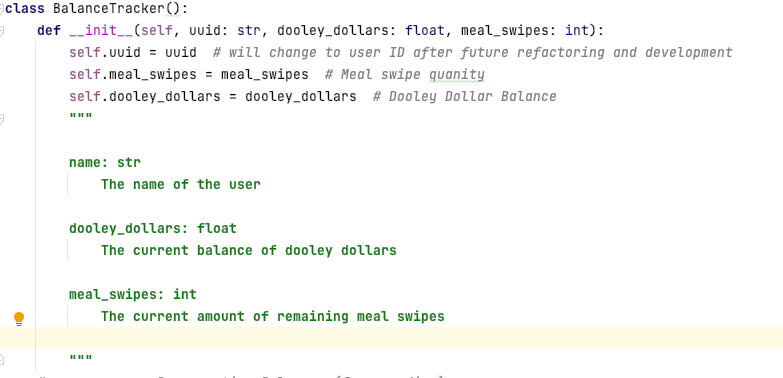 class BalanceTracker():
    def __init__(self, uuid: str, dooley_dollars: float, meal_swipes: int):
        self.uuid = uuid  # will change to user ID after future refactoring and development
        self.meal_swipes = meal_swipes  # Meal swipe quanity
        self.dooley_dollars = dooley_dollars  # Dooley Dollar Balance
        """
        name: str
            The name of the user
        dooley_dollars: float
            The current balance of dooley dollars
        meal_swipes: int
            The current amount of remaining meal swipes
        """